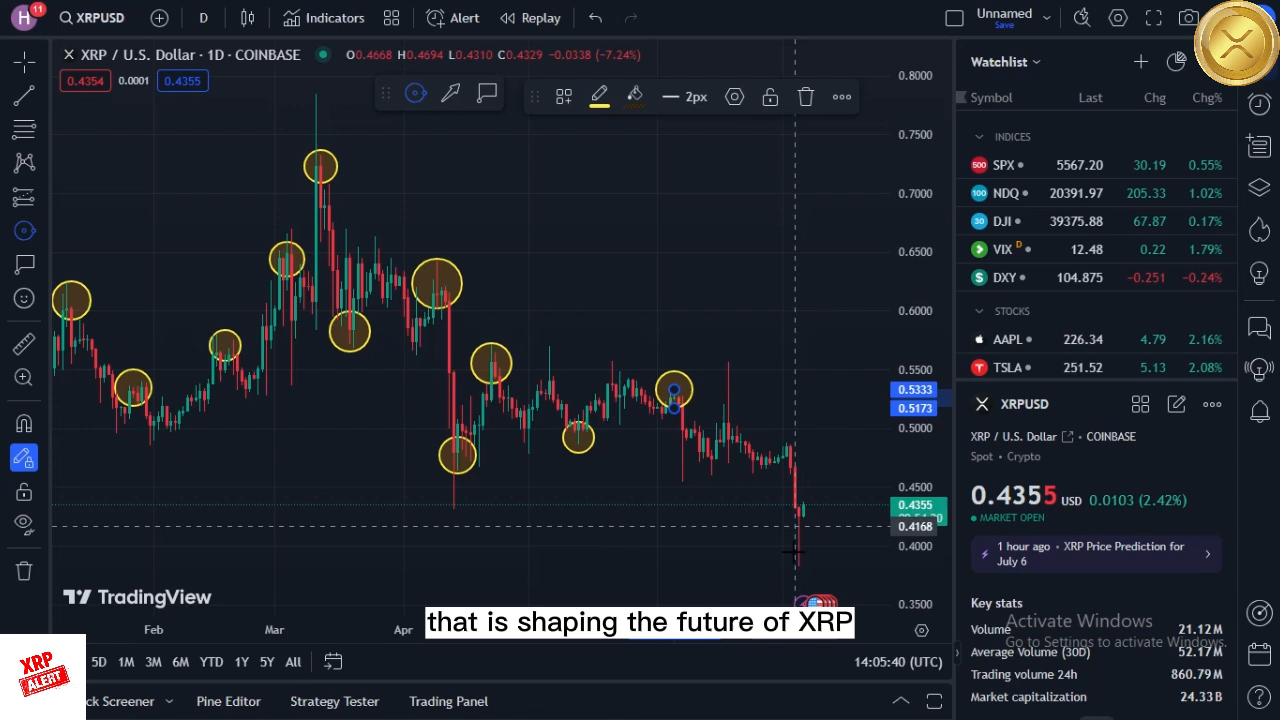 H
11
XRPUSD
D
Indicators
Alert
Replay
Unnamed
Save
XRP / U.S. Dollar · 1D · COINBASE
O0.4668 H0.4694 L0.4310 C0.4329 -0.0338 (-7.24%)
0.4354 0.0001 0.4355
2px
0.8000
0.7500
0.7000
0.6500
0.6000
0.5500
0.5333
0.5173
0.5000
0.4500
0.4355
0.4168
0.4000
0.3500
TradingView
that is shaping the future of XRP
Feb Mar Apr
5D 1M 3M 6M YTD 1Y 5Y All
14:05:40 (UTC)
ck Screener Pine Editor Strategy Tester Trading Panel
XRP
ALERT
Watchlist
Symbol Last Chg Chg%
INDICES
500 SPX 5567.20 30.19 0.55%
100 NDQ 20391.97 205.33 1.02%
30 DJI 39375.88 67.87 0.17%
VIX D 12.48 0.22 1.79%
$ DXY 104.875 -0.251 -0.24%
STOCKS
AAPL 226.34 4.79 2.16%
TSLA 251.52 5.13 2.08%
XRPUSD
XRP / U.S. Dollar COINBASE
Spot • Crypto
0.4355 USD 0.0103 (2.42%)
MARKET OPEN
1 hour ago • XRP Price Prediction for
July 6
Key stats
Activate Windows
Volume 21.12M
Go to Settings to activate Windows.
Average Volume (30D) 52.17M
Trading volume 24h 860.79M
Market capitalization 24.33B